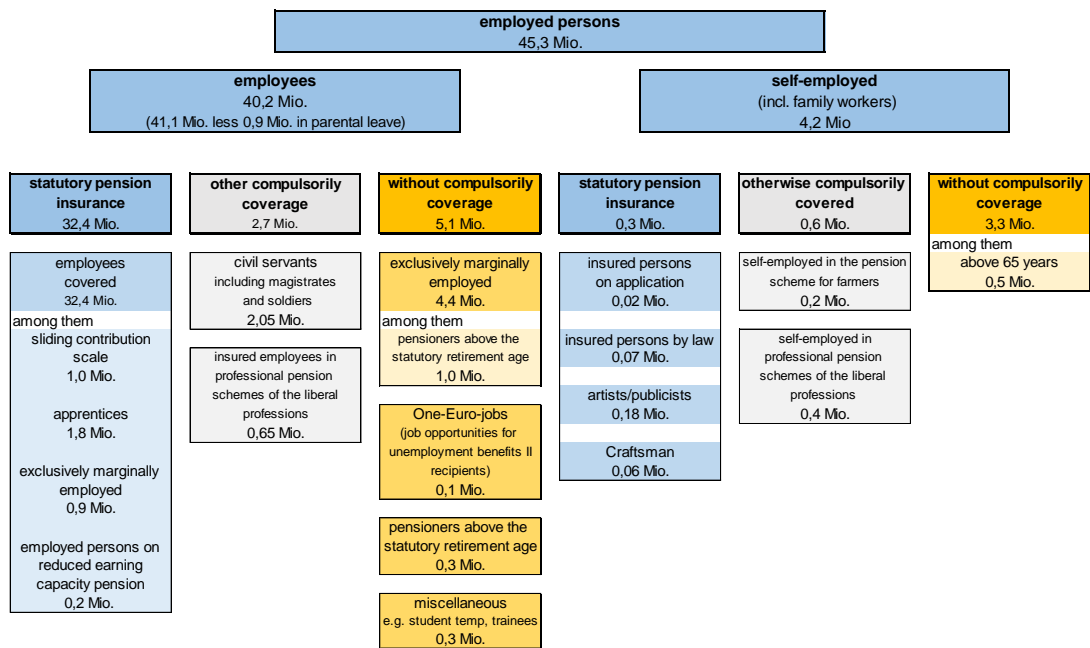 employed persons
45,3 Mio.
employees
40,2 Mio.
(41,1 Mio. less 0,9 Mio. in parental leave)
self-employed
(incl. family workers)
4,2 Mio
statutory pension
insurance
32,4 Mio.
other compulsorily
coverage
2,7 Mio.
without compulsorily
coverage
5,1 Mio.
statutory pension
insurance
0,3 Mio.
otherwise compulsorily
covered
0,6 Mio.
without compulsorily
coverage
3,3 Mio.
employees
covered
32,4 Mio.
among them
sliding contribution
scale
1,0 Mio.
apprentices
1,8 Mio.
exclusively marginally
employed
0,9 Mio.
employed persons on
reduced earning
capacity pension
0,2 Mio.
civil servants
including magistrates
and soldiers
2,05 Mio.
insured employees in
professional pension
schemes of the liberal
professions
0,65 Mio.
exclusively marginally
employed
4,4 Mio.
among them
pensioners above the
statutory retirement age
1,0 Mio.
One-Euro-jobs
(job opportunities for
unemployment benefits II
recipients)
0,1 Mio.
pensioners above the
statutory retirement age
0,3 Mio.
miscellaneous
e.g. student temp, trainees
0,3 Mio.
insured persons
on application
0,02 Mio.
insured persons by law
0,07 Mio.
artists/publicists
0,18 Mio.
Craftsman
0,06 Mio.
self-employed in the pension
scheme for farmers
0,2 Mio.
self-employed in
professional pension
schemes of the liberal
professions
0,4 Mio.
among them
above 65 years
0,5 Mio.